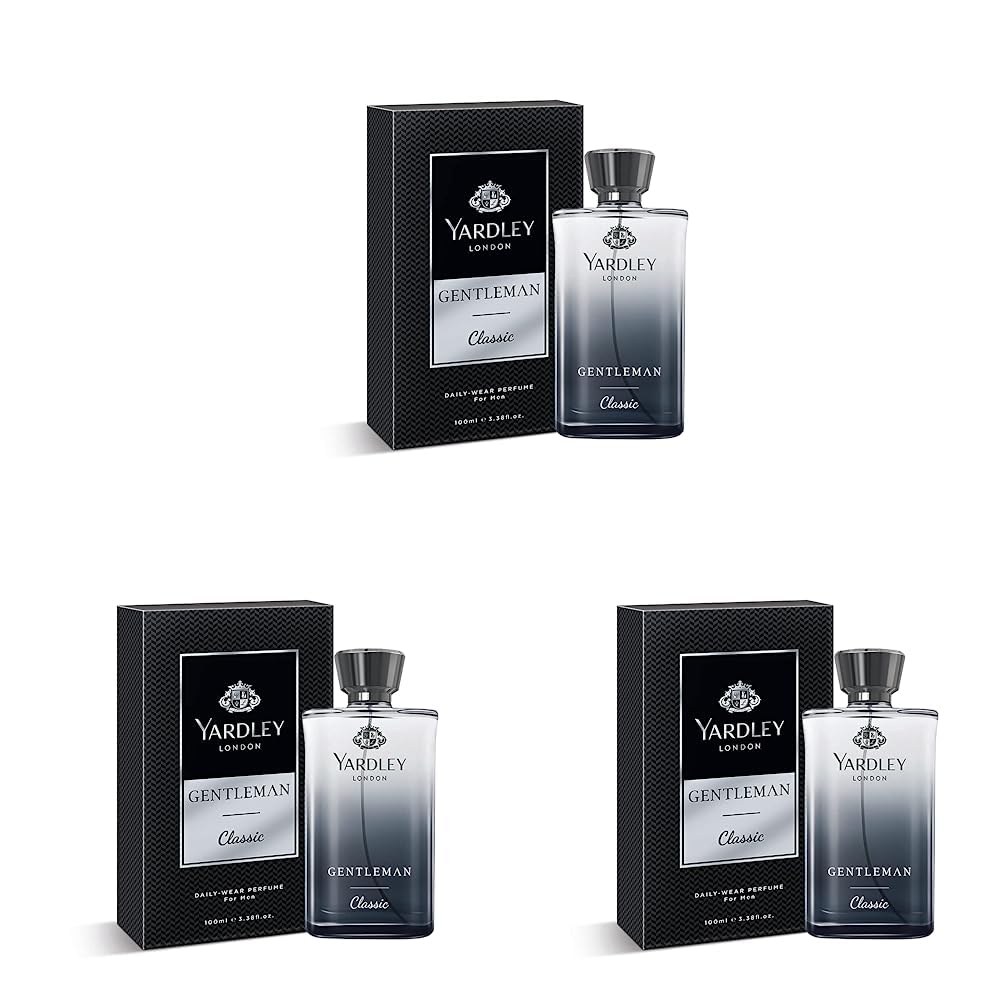 YARDLEY
LONDON
GENTLEMAN
Classic
DAILY-WEAR PERFUME
For Men
100ml ℮ 3.38fl.oz.
YARDLEY
LONDON
GENTLEMAN
Classic
YARDLEY
LONDON
GENTLEMAN
Classic
DAILY-WEAR PERFUME
For Men
100ml ℮ 3.38fl.oz.
YARDLEY
LONDON
GENTLEMAN
Classic
YARDLEY
LONDON
GENTLEMAN
Classic
DAILY-WEAR PERFUME
For Men
100ml ℮ 3.38fl.oz.
YARDLEY
LONDON
GENTLEMAN
Classic